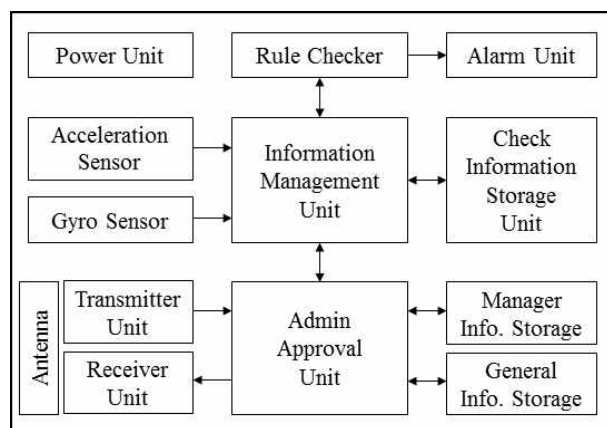 Power Unit
Rule Checker
Alarm Unit
Acceleration
Sensor
Information
Management
Unit
Check
Information
Storage
Unit
Gyro Sensor
Antenna
Transmitter
Unit
Admin
Approval
Unit
Manager
Info. Storage
Receiver
Unit
General
Info. Storage